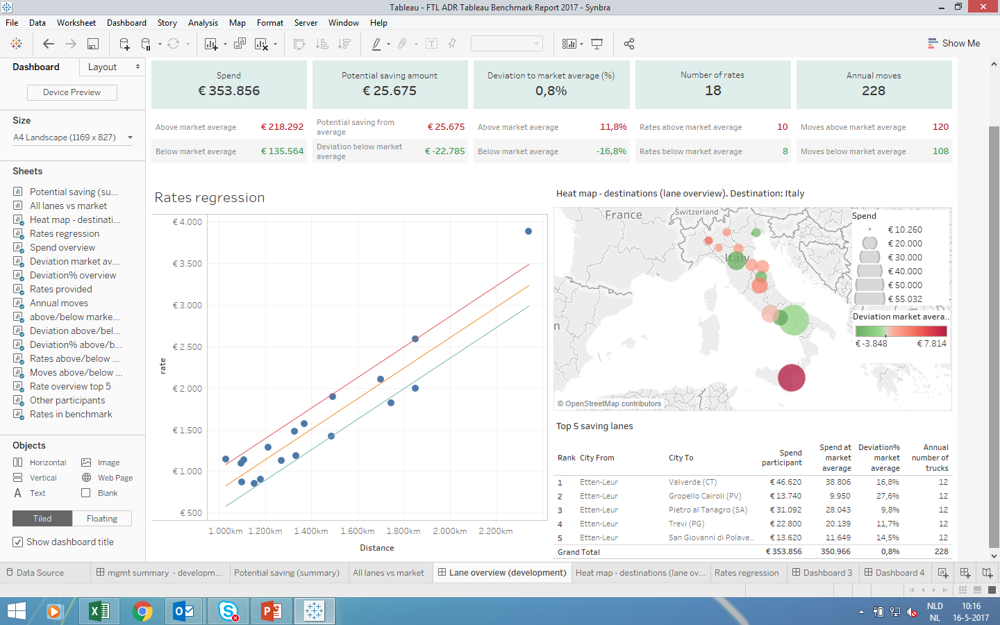 Tableau - FTL ADR Tableau Benchmark Report 2017 - Synbra
File Data Worksheet Dashboard Story Analysis Map Format Server Window Help
Show Me
Dashboard Layout
Device Preview
Size
A4 Landscape (1169 x 827)
Sheets
Potential saving (su...
All lanes vs market
Heat map - destinati...
Rates regression
Spend overview
Deviation market av...
Deviation% overview
Rates provided
Annual moves
above/below marke...
Deviation above/bel...
Deviation% above/b...
Rates above/below ...
Moves above/below ...
Rate overview top 5
Other participants
Rates in benchmark
Objects
Horizontal Image
Vertical Web Page
Text Blank
Tiled Floating
Show dashboard title
Spend
€ 353.856
Above market average € 218.292
Below market average € 135.564
Potential saving amount
€ 25.675
Potential saving from
average
€ 25.675
Deviation below market
average
€ -22.785
Deviation to market average (%)
0,8%
Above market average 11,8%
Below market average -16,8%
Number of rates
18
Rates above market average 10
Rates below market average 8
Annual moves
228
Moves above market average 120
Moves below market average 108
Rates regression
€ 4.000
€ 3.500
€ 3.000
€ 2.500
€ 2.000
€ 1.500
€ 1.000
€ 500
rate
1.000km 1.200km 1.400km 1.600km 1.800km 2.000km 2.200km
Distance
Heat map - destinations (lane overview). Destination: Italy
France
Switzerland
Italy
n
© OpenStreetMap contributors
Spend
€ 10.260
€ 20.000
€ 30.000
€ 40.000
€ 50.000
€ 55.032
Deviation market avera..
€ -3.848 € 7.814
Top 5 saving lanes
Rank City From City To Spend participant Spend at market average Deviation% market average Annual number of trucks
1 Etten-Leur Valverde (CT) € 46.620 38.806 16,8% 12
2 Etten-Leur Gropello Cairoli (PV) € 13.740 9.950 27,6% 12
3 Etten-Leur Pietro al Tanagro (SA) € 31.092 28.043 9,8% 12
4 Etten-Leur Trevi (PG) € 22.800 20.139 11,7% 12
5 Etten-Leur San Giovanni di Polave.. € 13.620 11.649 14,5% 12
Grand Total € 353.856 350.966 0,8% 228
Data Source mgmt summary - developm... Potential saving (summary) All lanes vs market Lane overview (development) Heat map - destinations (lane ov... Rates regression Dashboard 3 Dashboard 4
NLD 10:16
NL 16-5-2017